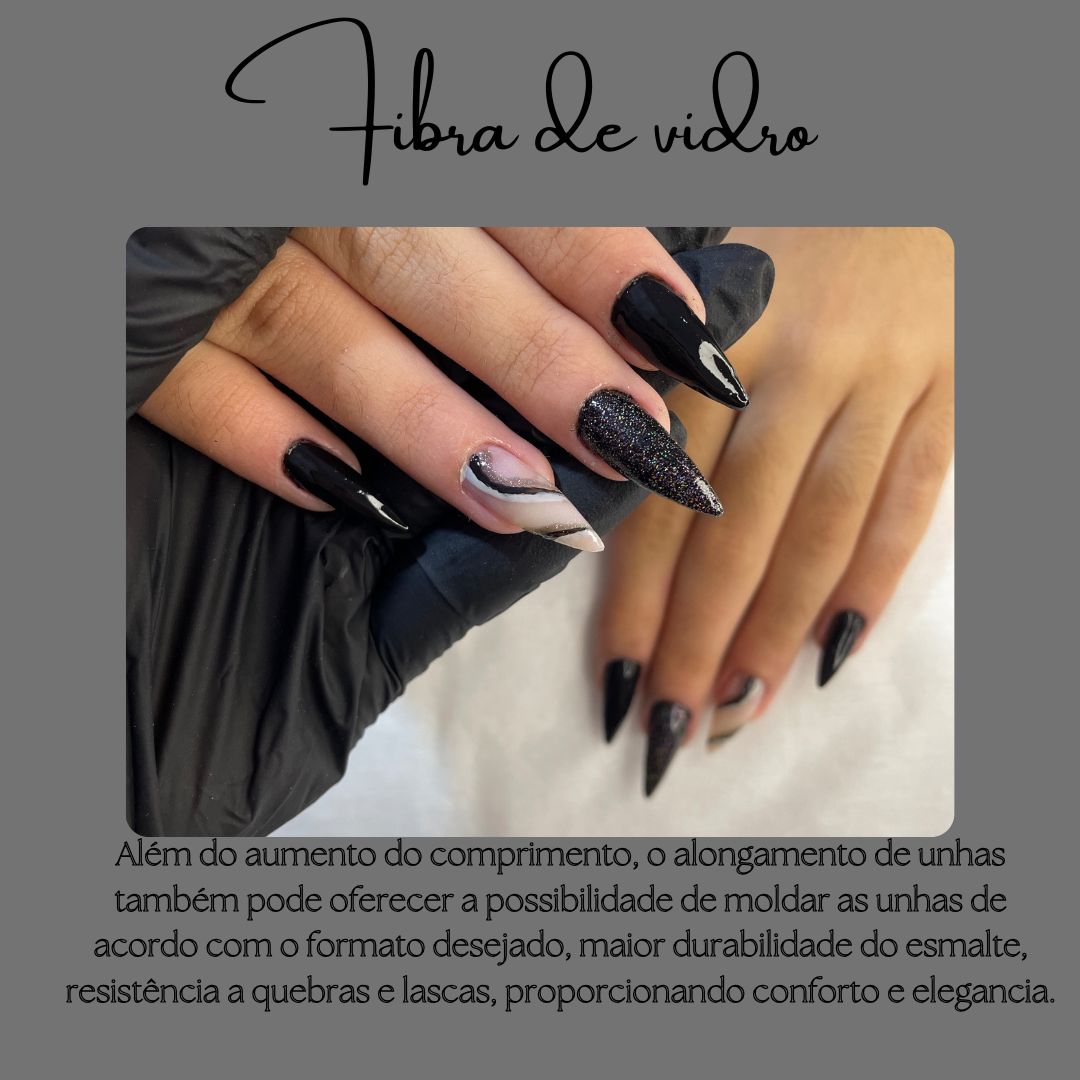 Fibra de vidro
Além do aumento do comprimento, o alongamento de unhas
também pode oferecer a possibilidade de moldar as unhas de
acordo com o formato desejado, maior durabilidade do esmalte,
resistência a quebras e lascas, proporcionando conforto e elegancia.